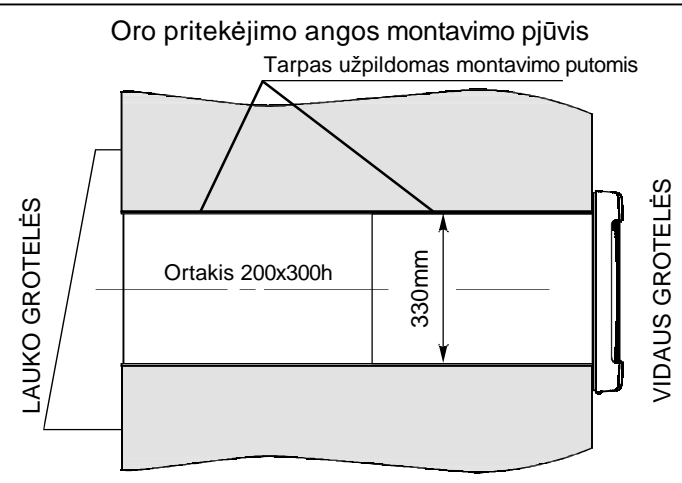 Oro pritekėjimo angos montavimo pjūvis
Tarpas užpildomas montavimo putomis
LAUKO GROTELĖS
Ortakis 200x300h
330mm
VIDAUS GROTELĖS